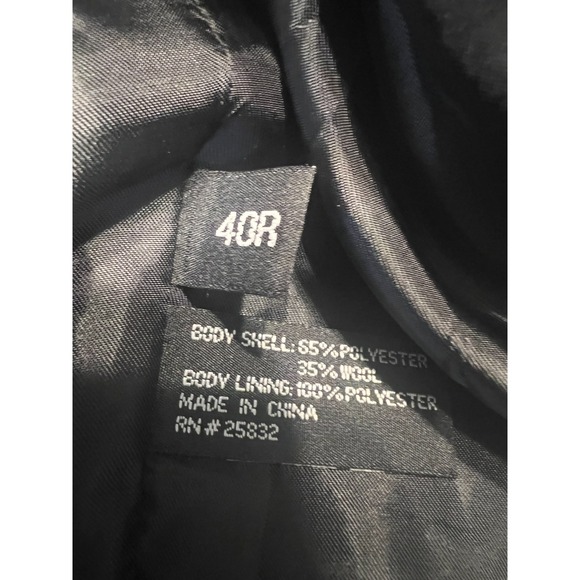 40R
BODY SHELL: 65%POLYESTER
35%WOOL
BODY LINING: 100%POLYESTER
MADE IN CHINA
RN#25832